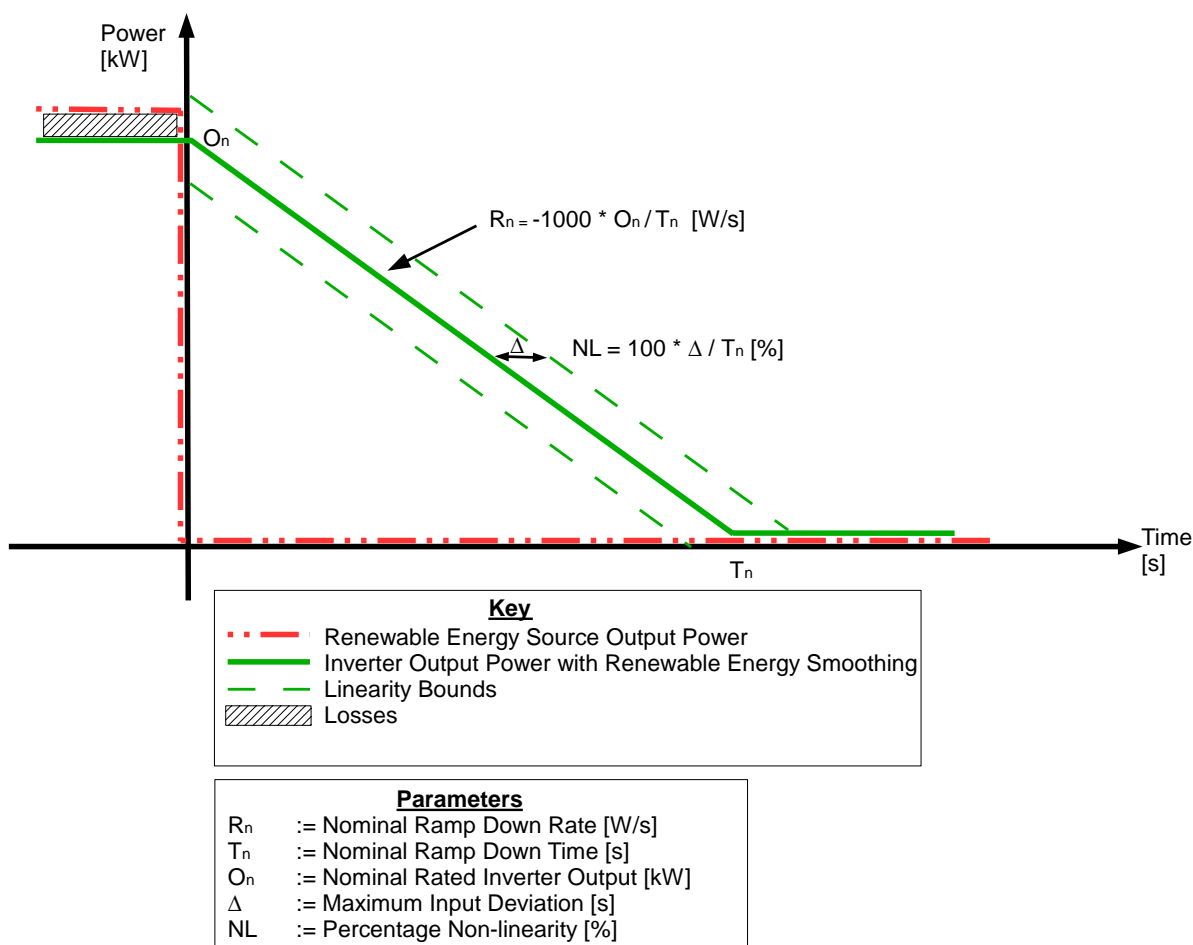 Power
[kW]
On
Rn = -1000 * On / Tn [W/s]
Δ
NL = 100 * Δ / Tn [%]
Time
[s]
Tn
Key
Renewable Energy Source Output Power
Inverter Output Power with Renewable Energy Smoothing
Linearity Bounds
Losses
Parameters
Rn := Nominal Ramp Down Rate [W/s]
Tn := Nominal Ramp Down Time [s]
On := Nominal Rated Inverter Output [kW]
Δ := Maximum Input Deviation [s]
NL := Percentage Non-linearity [%]